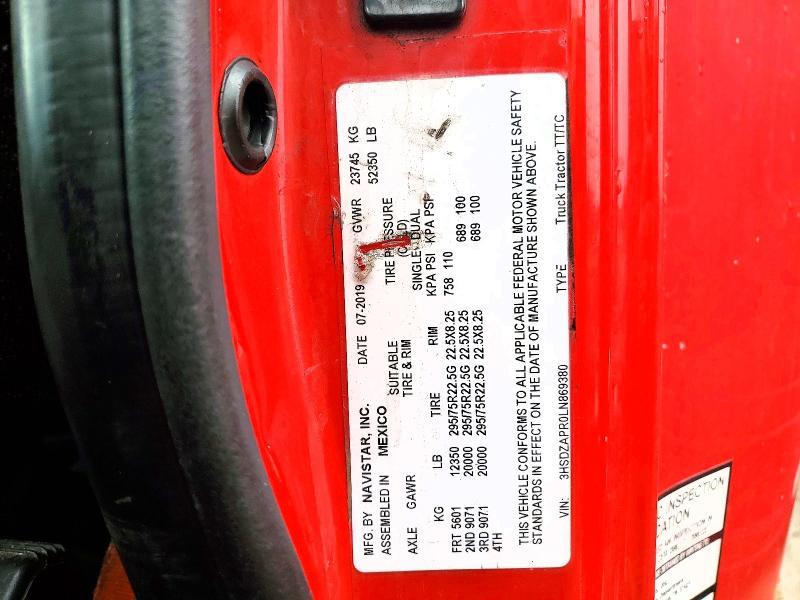 MFG. BY NAVISTAR, INC. DATE 07-2019 GVWR 23745 KG
ASSEMBLED IN MEXICO 52350 LB
SUITABLE TIRE PRESSURE
AXLE GAWR TIRE & RIM (COLD)
SINGLE DUAL
KG LB TIRE RIM KPA PSI KPA PSI
FRT 5601 12350 295/75R22.5G 22.5X8.25 758 110
2ND 9071 20000 295/75R22.5G 22.5X8.25 689 100
3RD 9071 20000 295/75R22.5G 22.5X8.25 689 100
4TH
THIS VEHICLE CONFORMS TO ALL APPLICABLE FEDERAL MOTOR VEHICLE SAFETY
STANDARDS IN EFFECT ON THE DATE OF MANUFACTURE SHOWN ABOVE.
VIN: 3HSDZAPR0LN869380 TYPE Truck Tractor TT/TC
INSPECTION
Department